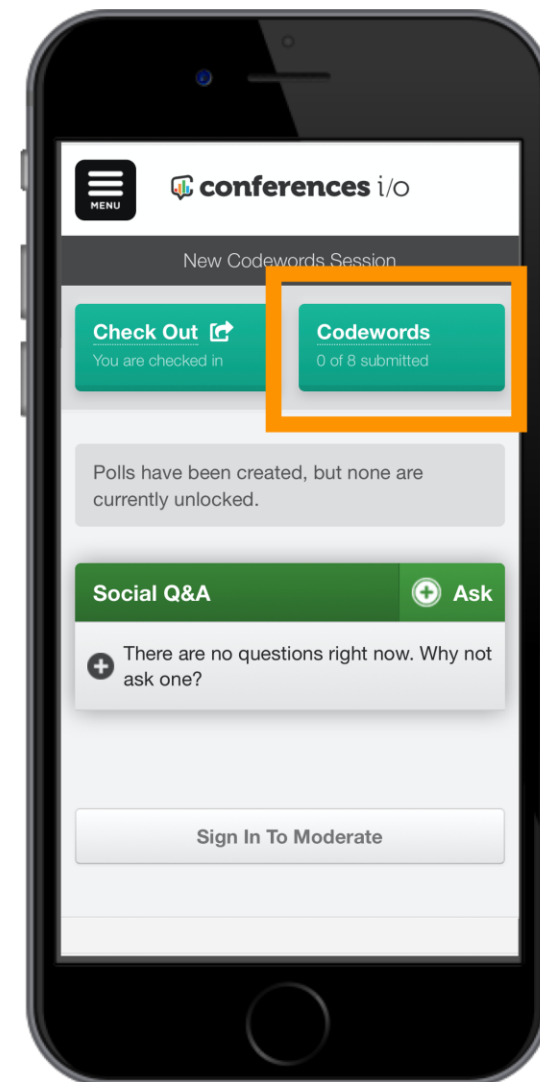 MENU
conferences i/o
New Codewords Session
Check Out
You are checked in
Codewords
0 of 8 submitted
Polls have been created, but none are
currently unlocked.
Social Q&A
Ask
There are no questions right now. Why not
ask one?
Sign In To Moderate